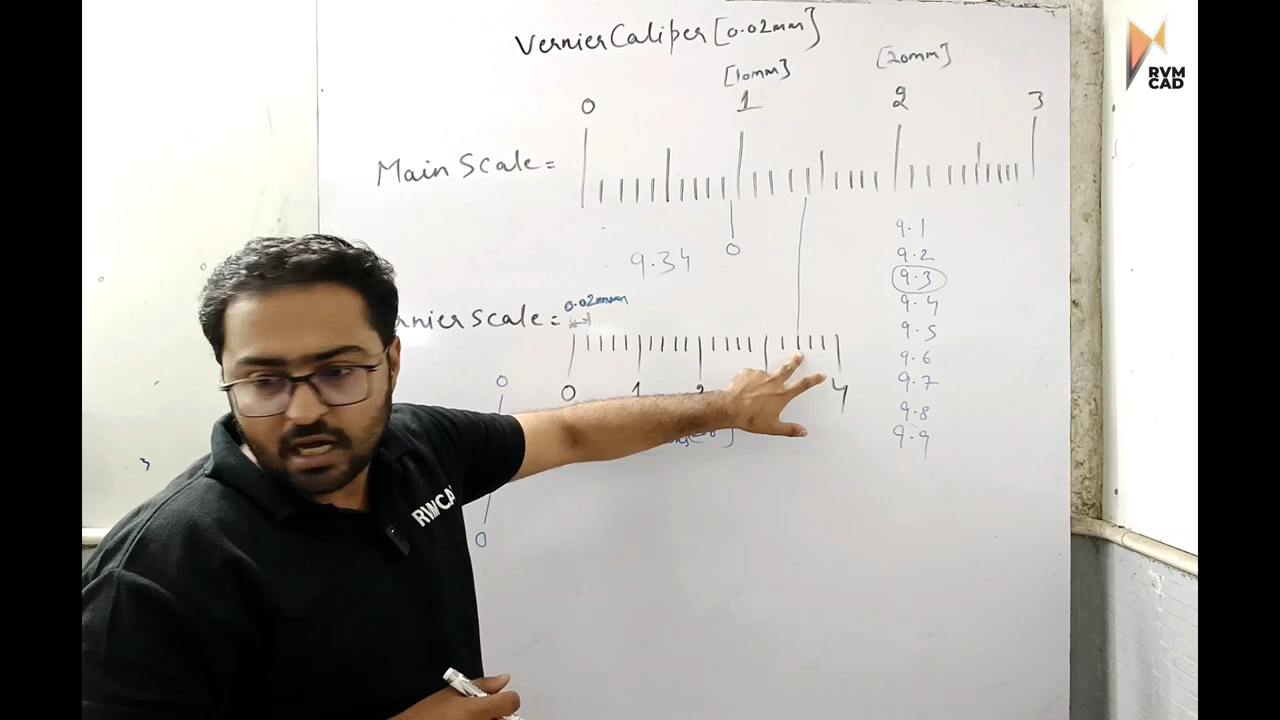 Vernier Caliper [0.02mm]
[10mm]
[20mm]
0 1 2 3
Main Scale =
0
9.34
0.02mm
Scale =
0 1 2 4
9.1
9.2
9.3
9.4
9.5
9.6
9.7
9.8
9.9
0
0
3
RVM
CAD